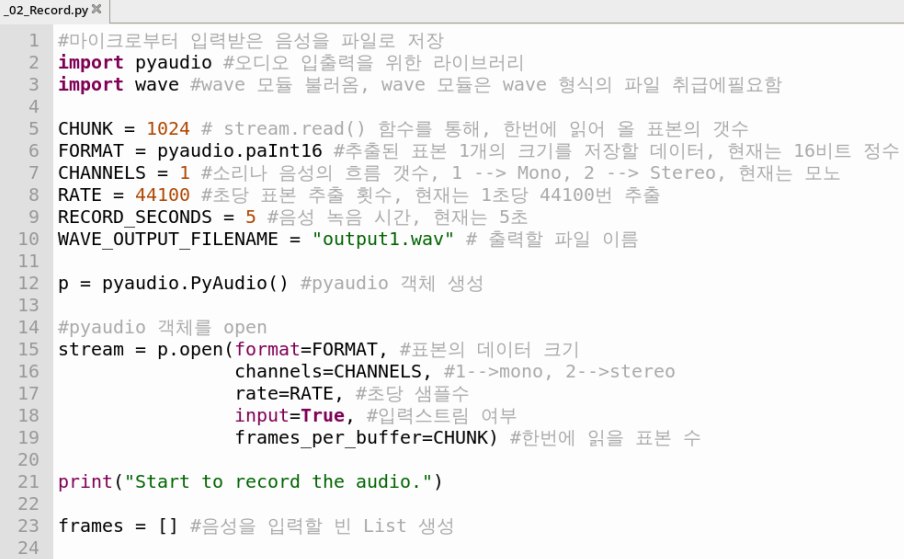 _02_Record.py
1 #마이크로부터 입력받은 음성을 파일로 저장
2 import pyaudio #오디오 입출력을 위한 라이브러리
3 import wave #wave 모듈 불러옴, wave 모듈은 wave 형식의 파일 취급에필요함
4
5 CHUNK = 1024 # stream.read() 함수를 통해, 한번에 읽어 올 표본의 갯수
6 FORMAT = pyaudio.paInt16 #추출된 표본 1개의 크기를 저장할 데이터, 현재는 16비트 정수
7 CHANNELS = 1 #소리나 음성의 흐름 갯수, 1 --> Mono, 2 --> Stereo, 현재는 모노
8 RATE = 44100 #초당 표본 추출 횟수, 현재는 1초당 44100번 추출
9 RECORD_SECONDS = 5 #음성 녹음 시간, 현재는 5초
10 WAVE_OUTPUT_FILENAME = "output1.wav" # 출력할 파일 이름
11
12 p = pyaudio.PyAudio() #pyaudio 객체 생성
13
14 #pyaudio 객체를 open
15 stream = p.open(format=FORMAT, #표본의 데이터 크기
16                 channels=CHANNELS, #1-->mono, 2-->stereo
17                 rate=RATE, #초당 샘플수
18                 input=True, #입력스트림 여부
19                 frames_per_buffer=CHUNK) #한번에 읽을 표본 수
20
21 print("Start to record the audio.")
22
23 frames = [] #음성을 입력할 빈 List 생성
24